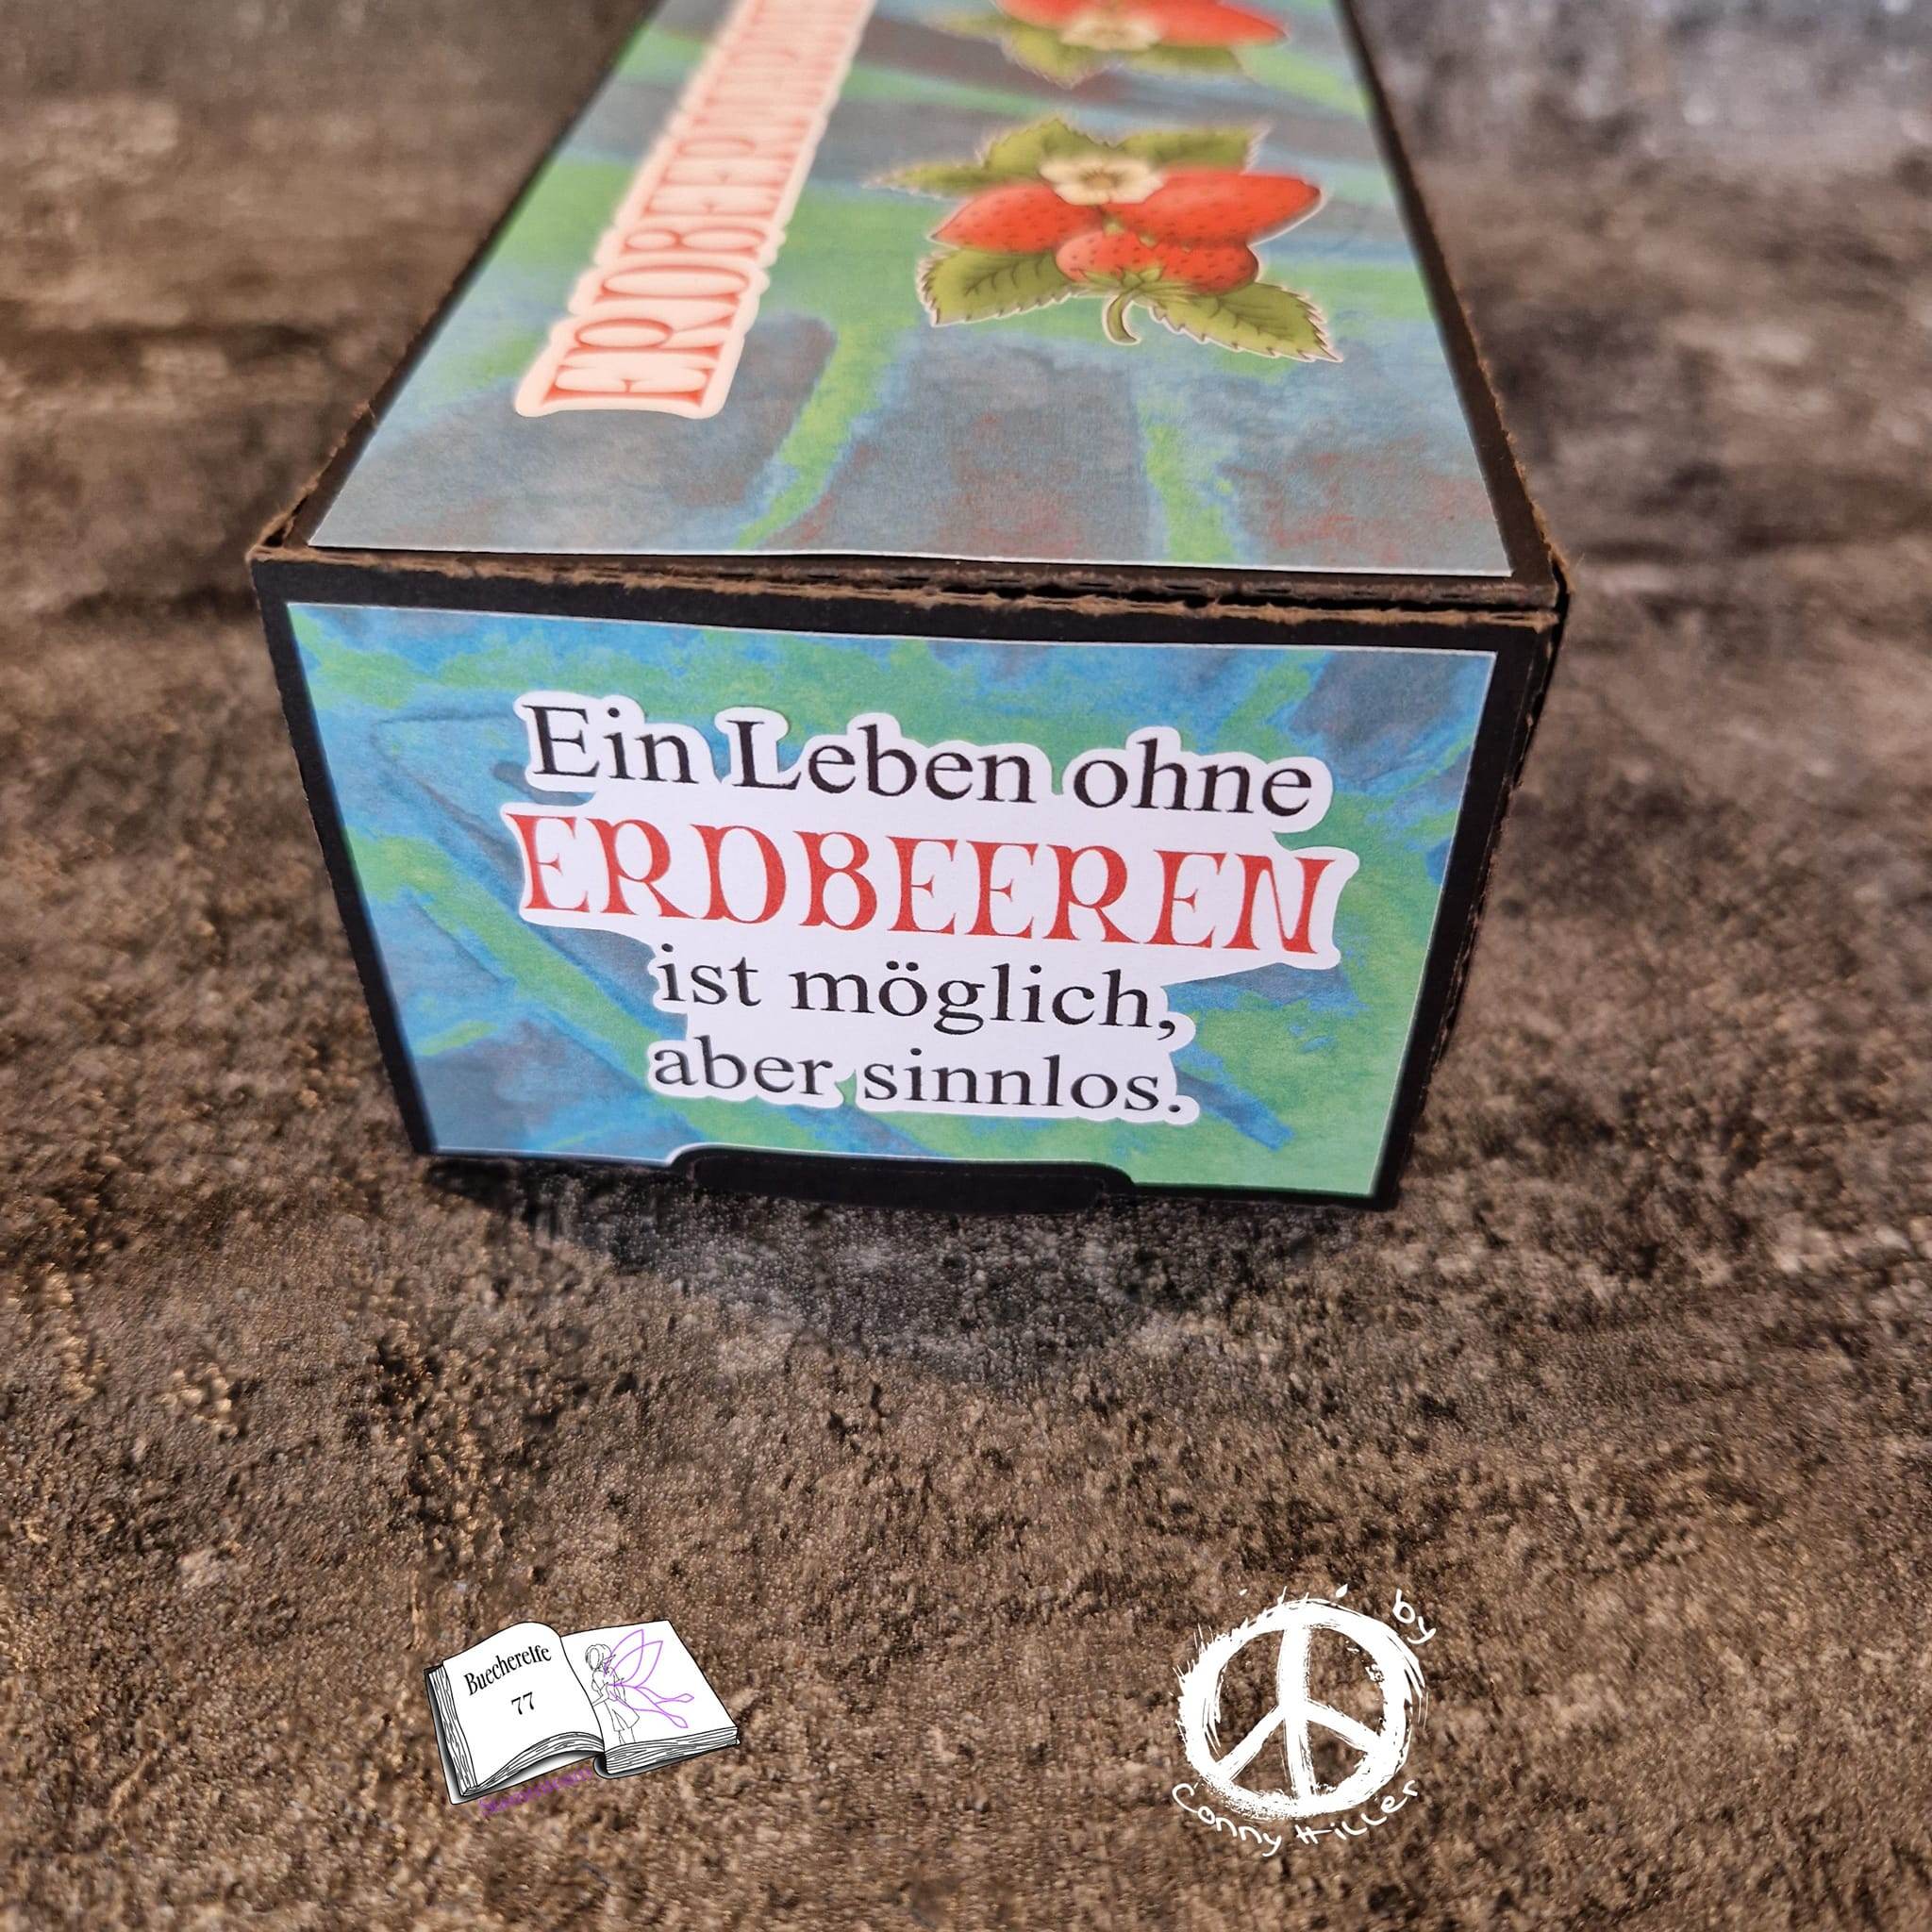 Ein Leben ohne
ERDBEEREN
ist möglich,
aber sinnlos.
Buecherelfe
77
by
Conny Hiller